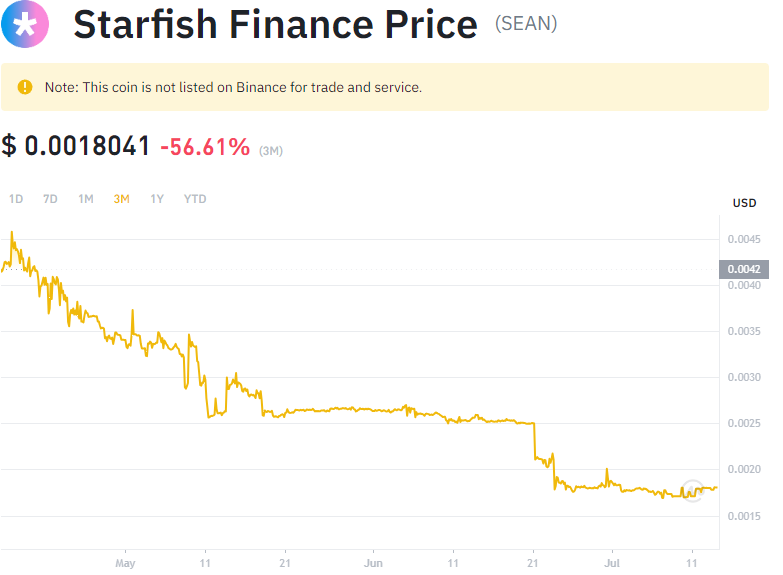 Starfish Finance Price (SEAN)
Note: This coin is not listed on Binance for trade and service.
$ 0.0018041 -56.61% (3M)
1D 7D 1M 3M 1Y YTD
USD
0.0045
0.0042
0.0040
0.0035
0.0030
0.0025
0.0020
0.0015
May 11 21 Jun 11 21 Jul 11